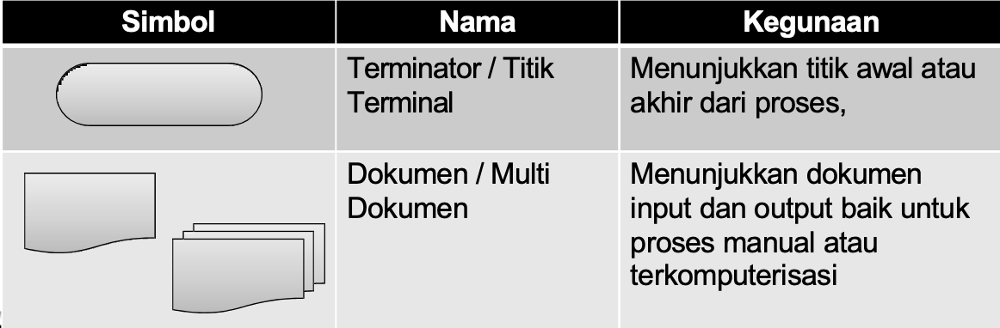 Simbol
Nama
Kegunaan
Terminator / Titik
Terminal
Menunjukkan titik awal atau
akhir dari proses,
Dokumen / Multi
Dokumen
Menunjukkan dokumen
input dan output baik untuk
proses manual atau
terkomputerisasi